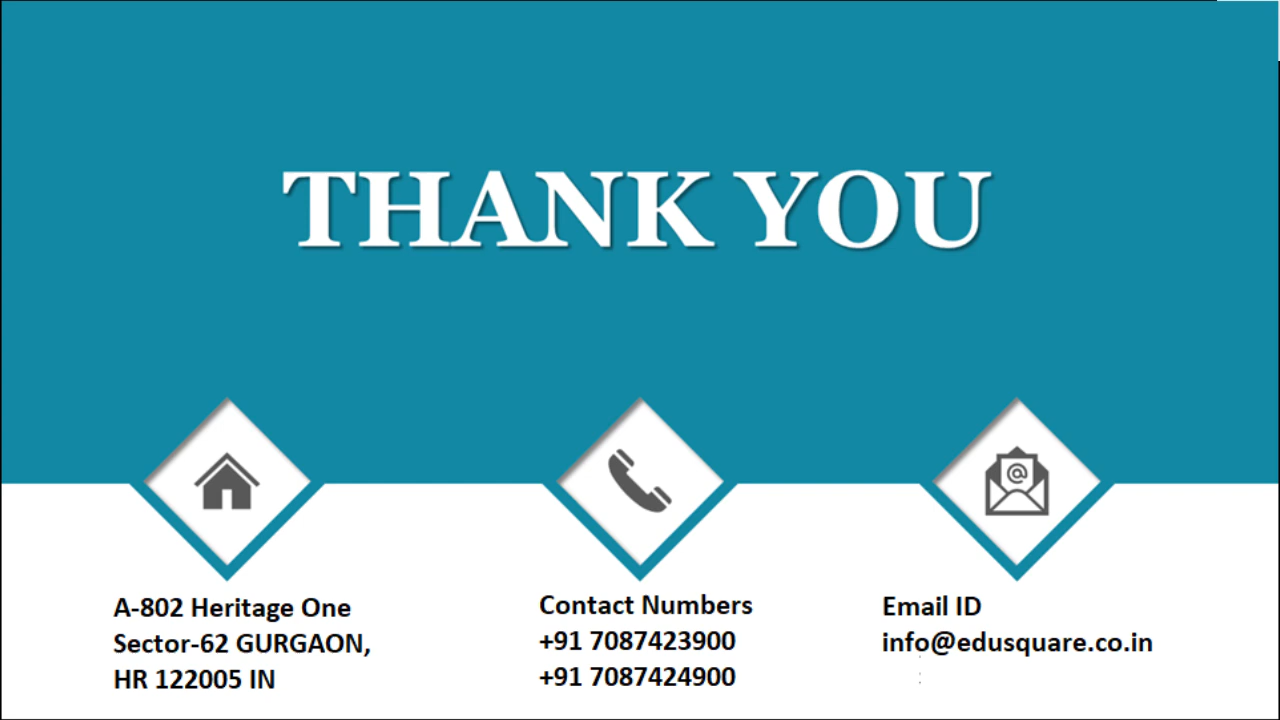 THANK YOU
A-802 Heritage One
Sector-62 GURGAON,
HR 122005 IN
Contact Numbers
+91 7087423900
+91 7087424900
Email ID
info@edusquare.co.in